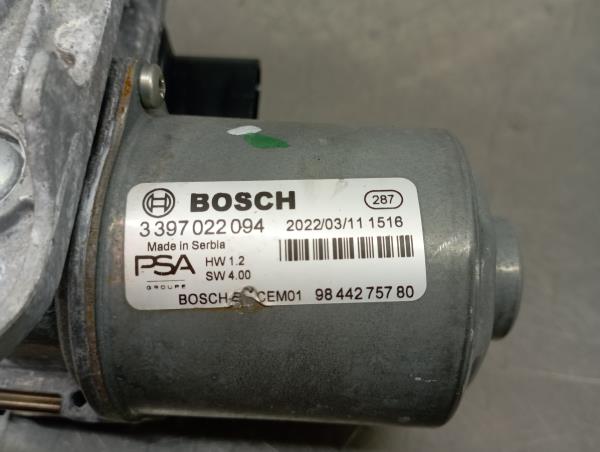 BOSCH 287
3 397 022 094 2022/03/11 1516
Made in Serbia
PSA HW 1.2
SW 4.00
GROUPE
BOSCH CEM01 98 442 757 80